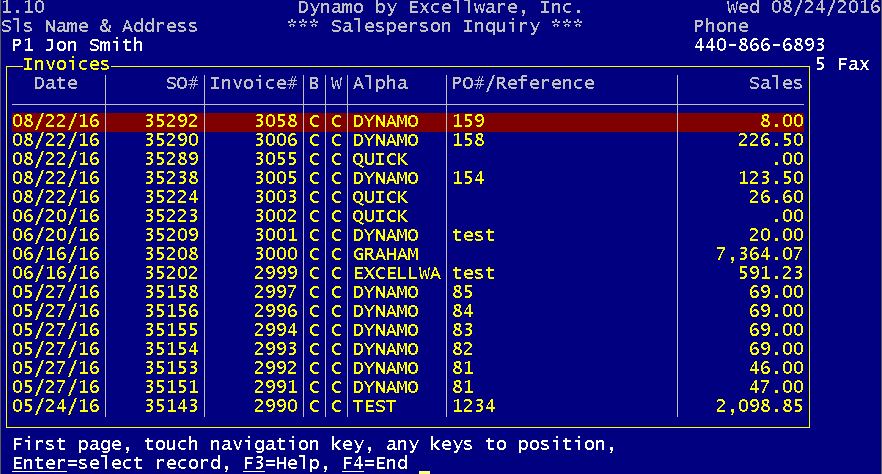 1.10 Dynamo by Excellware, Inc. Wed 08/24/2016
Sls Name & Address *** Salesperson Inquiry *** Phone
P1 Jon Smith 440-866-6893
Invoices 5 Fax
Date SO# Invoice# B W Alpha PO#/Reference Sales
08/22/16 35292 3058 C C DYNAMO 159 8.00
08/22/16 35290 3006 C C DYNAMO 158 226.50
08/22/16 35289 3055 C C QUICK .00
08/22/16 35238 3005 C C DYNAMO 154 123.50
08/22/16 35224 3003 C C QUICK 26.60
06/20/16 35223 3002 C C QUICK .00
06/20/16 35209 3001 C C DYNAMO test 20.00
06/16/16 35208 3000 C C GRAHAM 7,364.07
06/16/16 35202 2999 C C EXCELLWA test 591.23
05/27/16 35158 2997 C C DYNAMO 85 69.00
05/27/16 35156 2996 C C DYNAMO 84 69.00
05/27/16 35155 2994 C C DYNAMO 83 69.00
05/27/16 35154 2993 C C DYNAMO 82 69.00
05/27/16 35152 2992 C C DYNAMO 81 46.00
05/27/16 35151 2991 C C DYNAMO 81 47.00
05/24/16 35143 2990 C C TEST 1234 2,098.85
First page, touch navigation key, any keys to position,
Enter=select record, F3=Help, F4=End